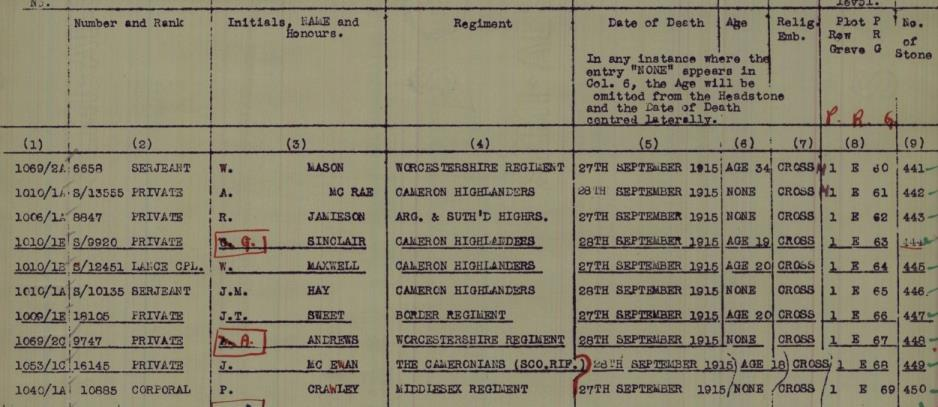 No.
Number and Rank Initials, NAME and Honours. Regiment Date of Death Age Relig. Emb. Plot Row Grave P R G No. of Stone
In any instance where the
entry "NONE" appears in
Col. 6, the Age will be
omitted from the Headstone
and the Date of Death
centred laterally.
P. R. G
(1) (2) (3) (4) (5) (6) (7) (8) (9)
1069/2A 6658 SERJEANT W. MASON WORCESTERSHIRE REGIMENT 27TH SEPTEMBER 1915 AGE 34 CROSS 1 E 60 441
1010/1A S/13555 PRIVATE A. MC RAE CAMERON HIGHLANDERS 28TH SEPTEMBER 1915 NONE CROSS 1 E 61 442
1006/1A 8847 PRIVATE R. JAMIESON ARG. & SUTH'D HIGHRS. 27TH SEPTEMBER 1915 NONE CROSS 1 E 62 443
1010/1E S/9920 PRIVATE G. SINCLAIR CAMERON HIGHLANDERS 28TH SEPTEMBER 1915 AGE 19 CROSS 1 E 63 444
1010/1E S/12451 LANCE CPL. W. MAXWELL CAMERON HIGHLANDERS 27TH SEPTEMBER 1915 AGE 20 CROSS 1 E 64 445
1010/1A S/10135 SERJEANT J.M. HAY CAMERON HIGHLANDERS 28TH SEPTEMBER 1915 NONE CROSS 1 E 65 446
1009/1E 18105 PRIVATE J.T. SWEET BORDER REGIMENT 27TH SEPTEMBER 1915 AGE 20 CROSS 1 E 66 447
1069/2C 9747 PRIVATE A. ANDREWS WORCESTERSHIRE REGIMENT 28TH SEPTEMBER 1915 NONE CROSS 1 E 67 448
1053/1C 16145 PRIVATE J. MC EWAN THE CAMERONIANS (SCO.RIF.) 28TH SEPTEMBER 1915 AGE 18 CROSS 1 E 68 449
1040/1A 10885 CORPORAL P. CRAWLEY MIDDLESEX REGIMENT 27TH SEPTEMBER 1915 NONE CROSS 1 E 69 450